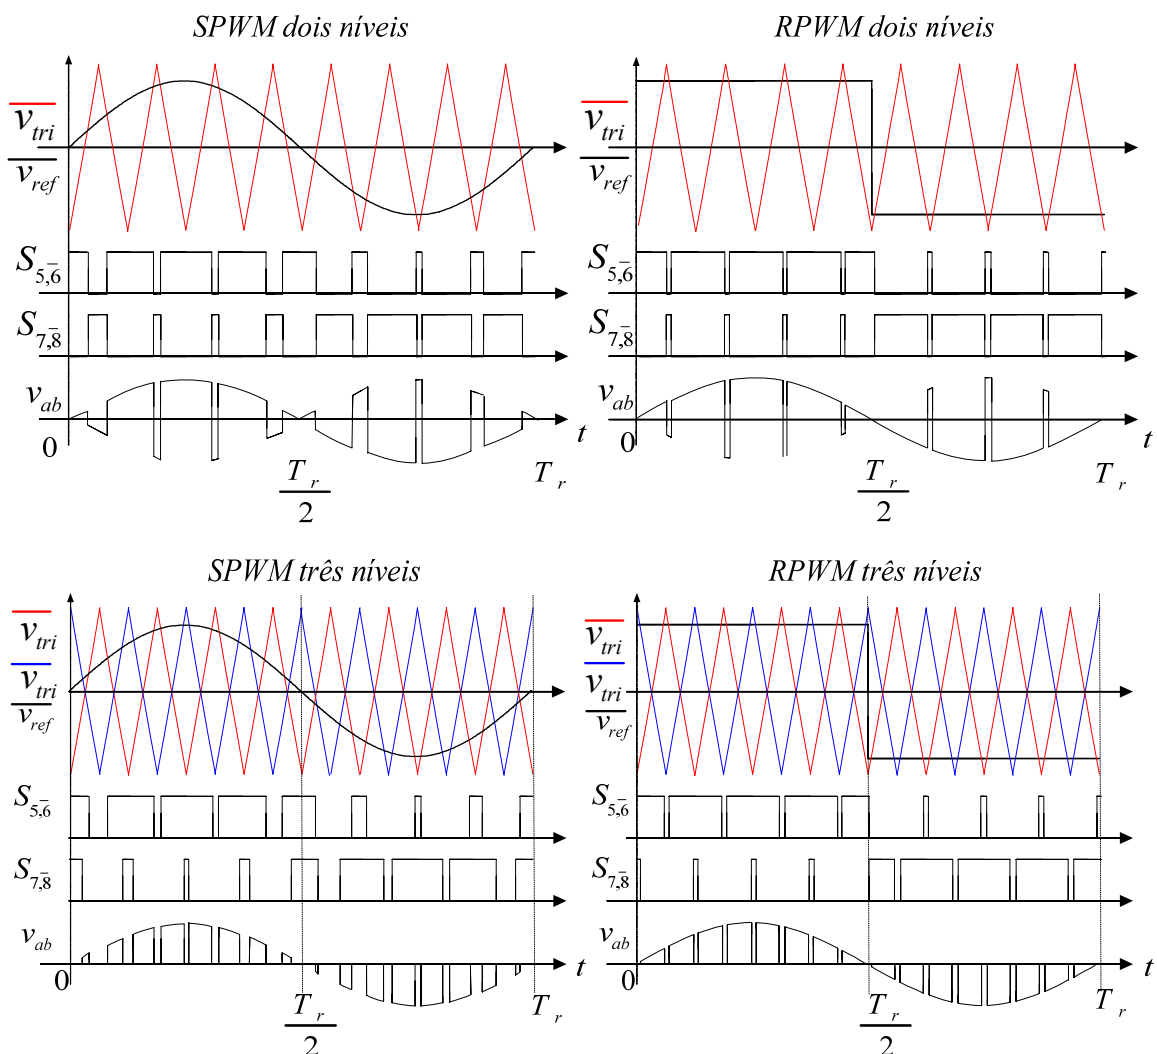 SPWM dois níveis
v_tri
v_ref
S_5,6̅
S_7,8̅
v_ab
0
T_r
2
T_r
t
RPWM dois níveis
v_tri
v_ref
S_5,6̅
S_7,8̅
v_ab
0
T_r
2
T_r
t
SPWM três níveis
v_tri
v_tri
v_ref
S_5,6̅
S_7,8̅
v_ab
0
T_r
2
T_r
t
RPWM três níveis
v_tri
v_tri
v_ref
S_5,6̅
S_7,8̅
v_ab
0
T_r
2
T_r
t